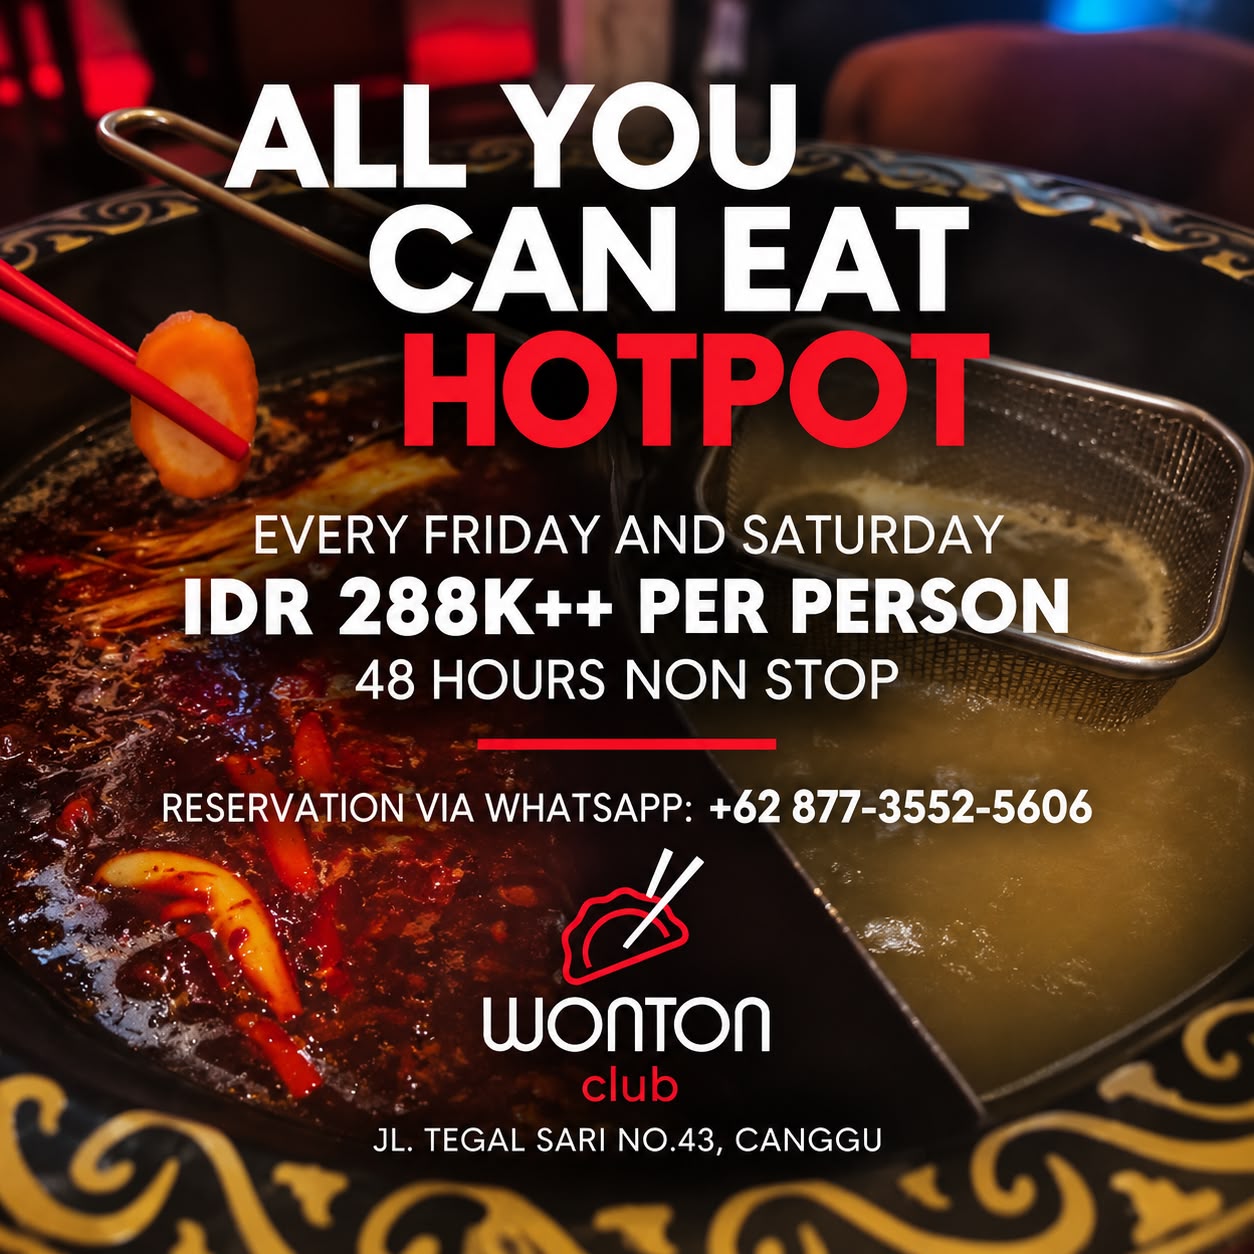 ALL YOU
CAN EAT
HOTPOT
EVERY FRIDAY AND SATURDAY
IDR 288K++ PER PERSON
48 HOURS NON STOP
RESERVATION VIA WHATSAPP: +62 877-3552-5606
WONTON
club
JL. TEGAL SARI NO.43, CANGGU